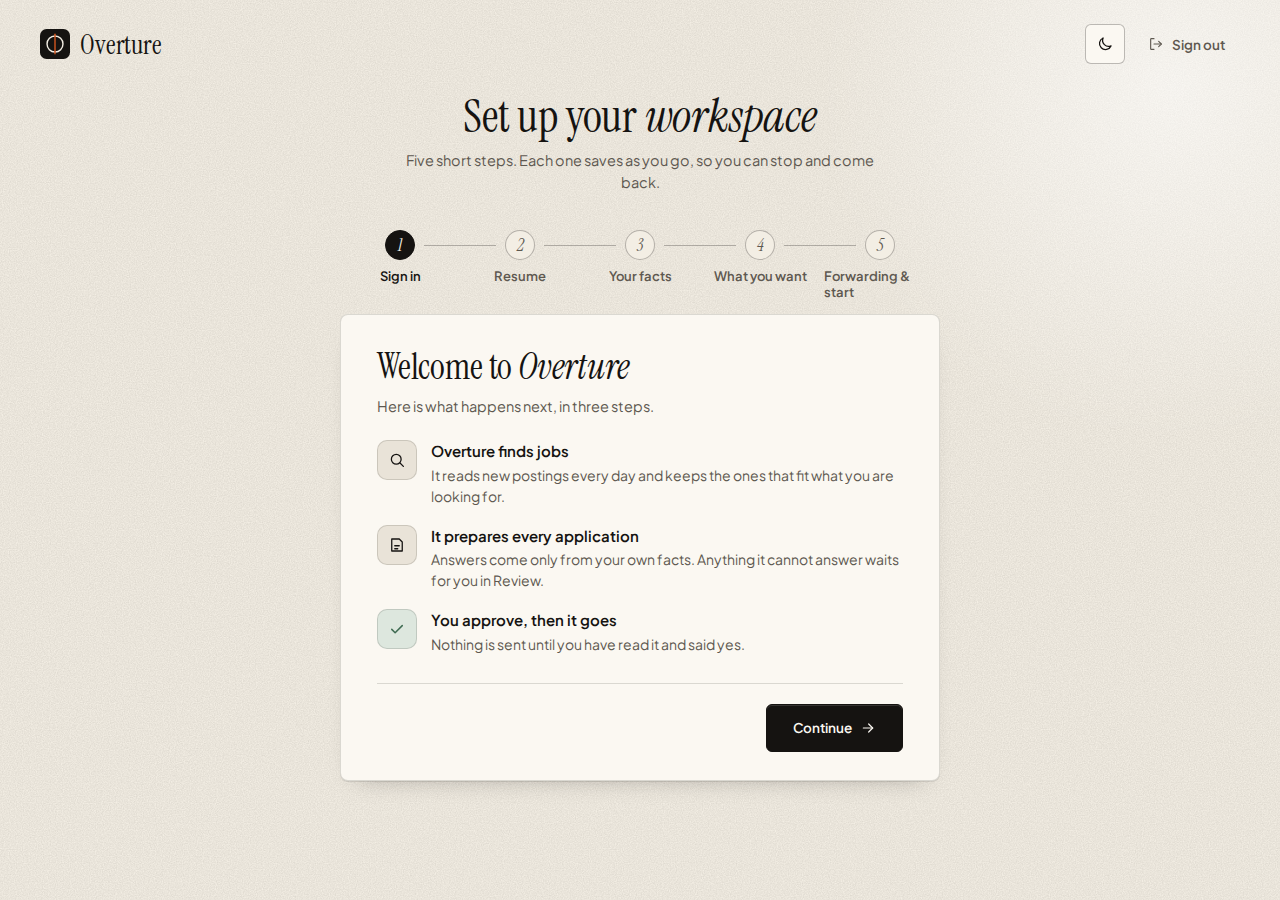 Overture
Sign out
Set up your workspace
Five short steps. Each one saves as you go, so you can stop and come
back.
1
2
3
4
5
Sign in
Resume
Your facts
What you want
Forwarding &
start
Welcome to Overture
Here is what happens next, in three steps.
Overture finds jobs
It reads new postings every day and keeps the ones that fit what you are
looking for.
It prepares every application
Answers come only from your own facts. Anything it cannot answer waits
for you in Review.
You approve, then it goes
Nothing is sent until you have read it and said yes.
Continue